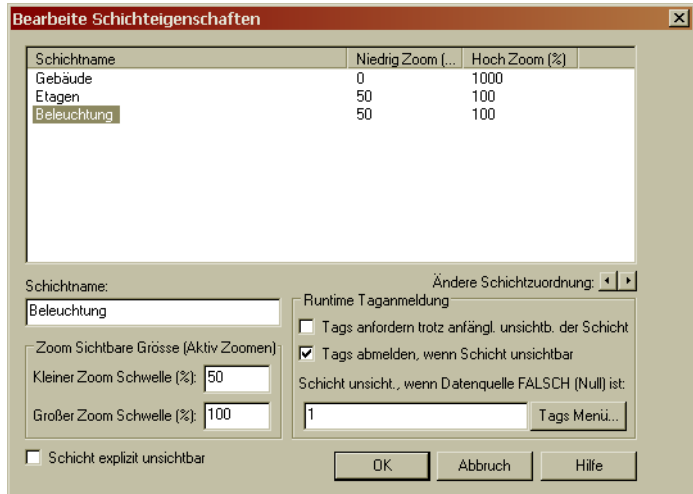 Bearbeite Schichteigenschaften
Schichtname Niedrig Zoom (... Hoch Zoom (%)
Gebäude 0 1000
Etagen 50 100
Beleuchtung 50 100
Ändere Schichtzuordnung:
Schichtname:
Beleuchtung
Zoom Sichtbare Grösse (Aktiv Zoomen)
Kleiner Zoom Schwelle (%): 50
Großer Zoom Schwelle (%): 100
Schicht explizit unsichtbar
Runtime Taganmeldung
Tags anfordern trotz anfängl. unsichtb. der Schicht
Tags abmelden, wenn Schicht unsichtbar
Schicht unsicht., wenn Datenquelle FALSCH (Null) ist:
1 Tags Menü...
OK Abbruch Hilfe